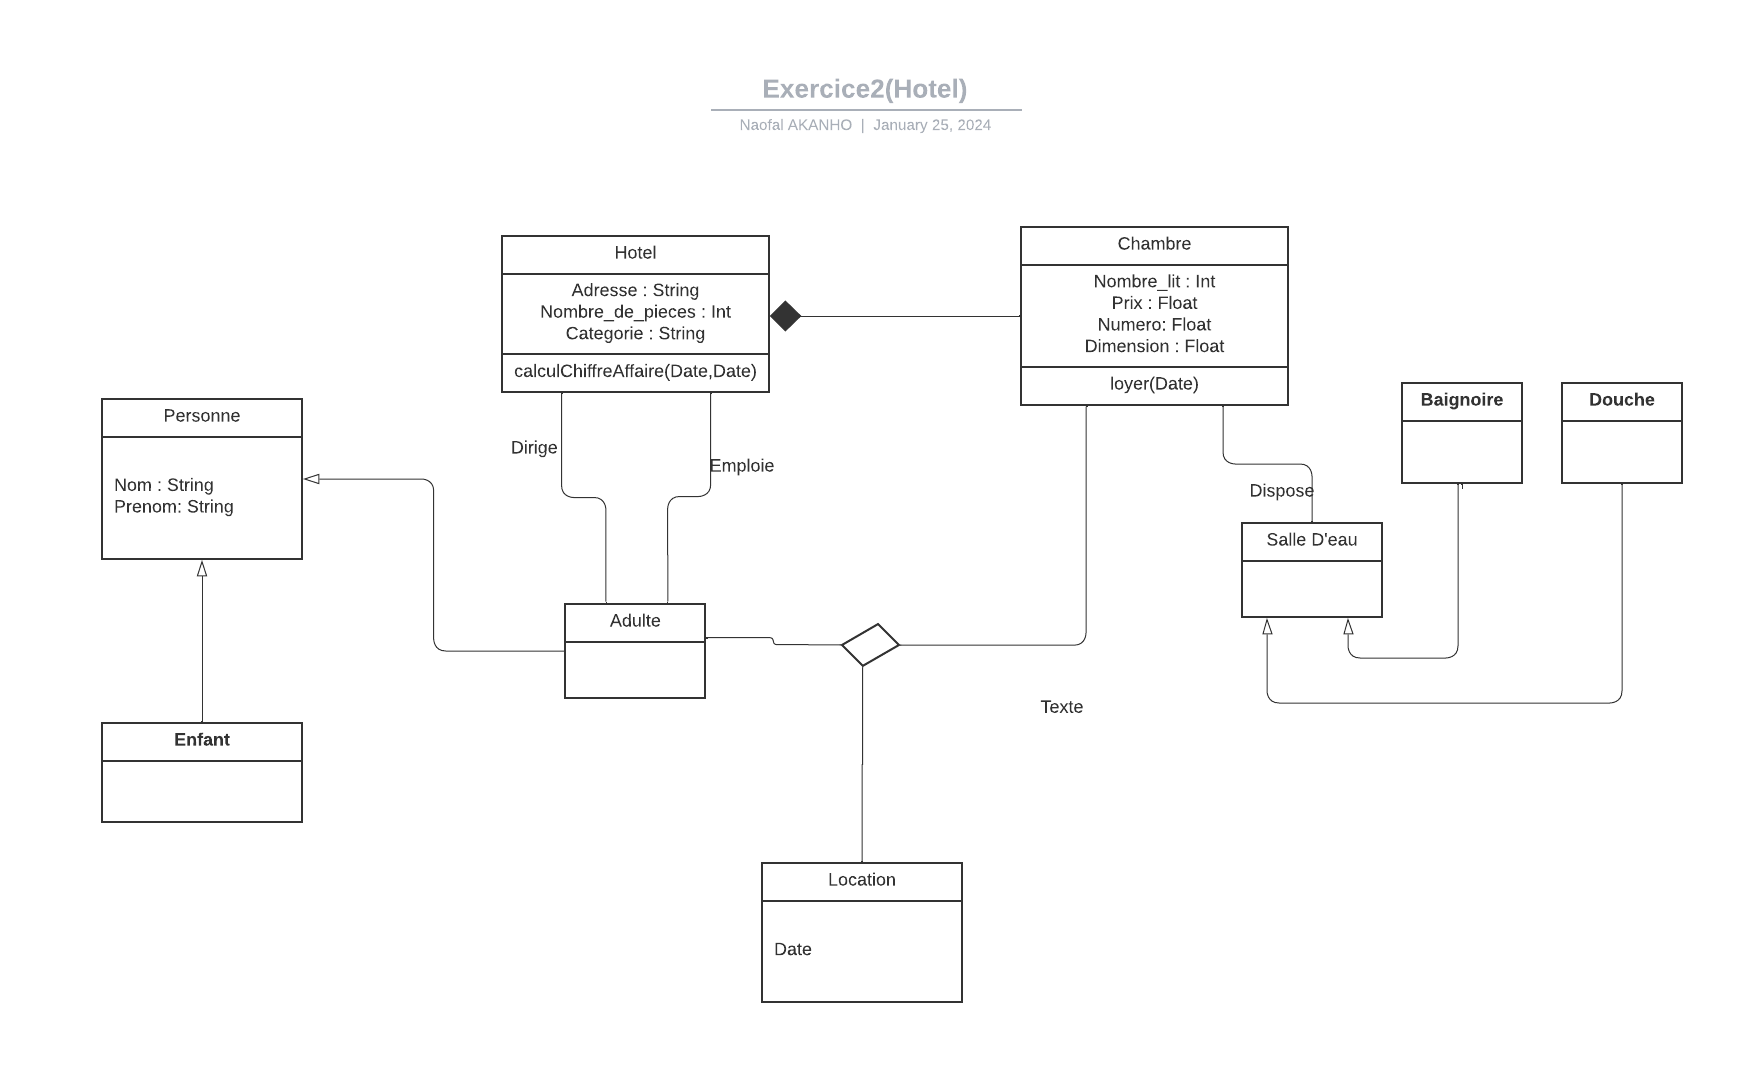 Exercice2(Hotel)
Naofal AKANHO | January 25, 2024
Hotel
Adresse : String
Nombre_de_pieces : Int
Categorie : String
calculChiffreAffaire(Date,Date)
Chambre
Nombre_lit : Int
Prix : Float
Numero: Float
Dimension : Float
loyer(Date)
Baignoire
Douche
Personne
Nom : String
Prenom: String
Dirige
Emploie
Dispose
Salle D'eau
Adulte
Texte
Enfant
Location
Date